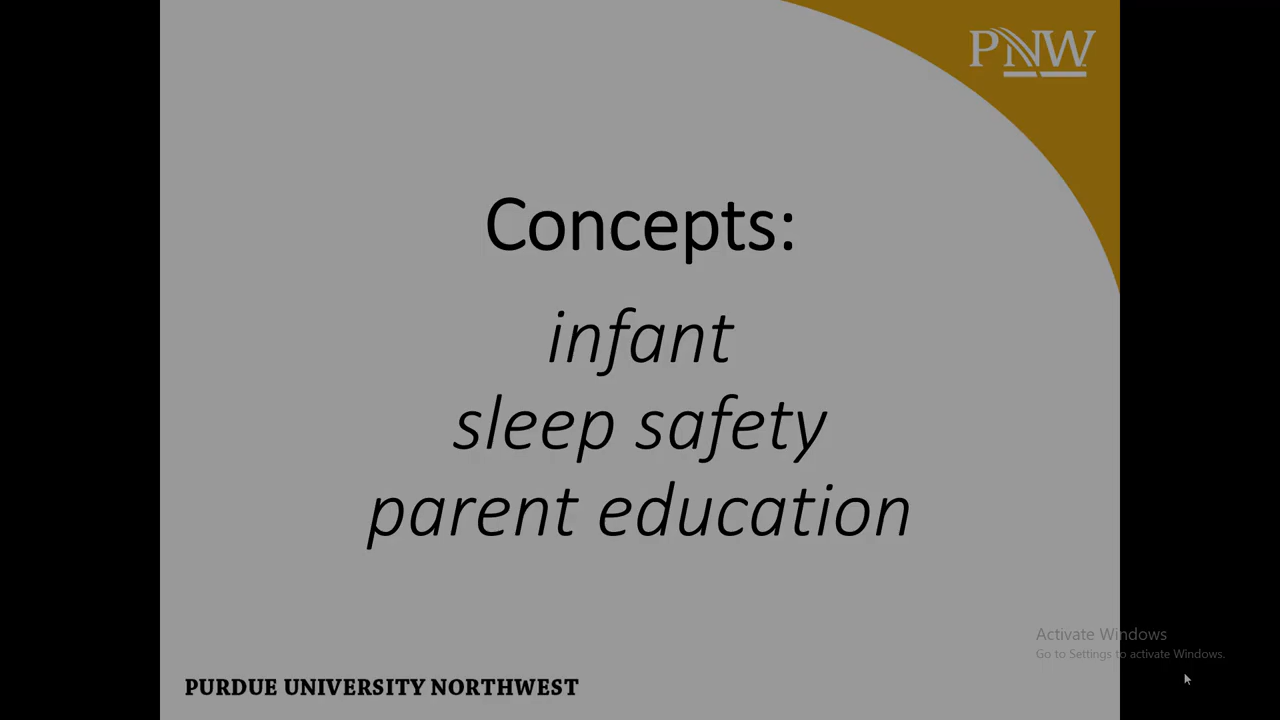 PNW
Concepts:
infant
sleep safety
parent education
Activate Windows
Go to Settings to activate Windows.
PURDUE UNIVERSITY NORTHWEST